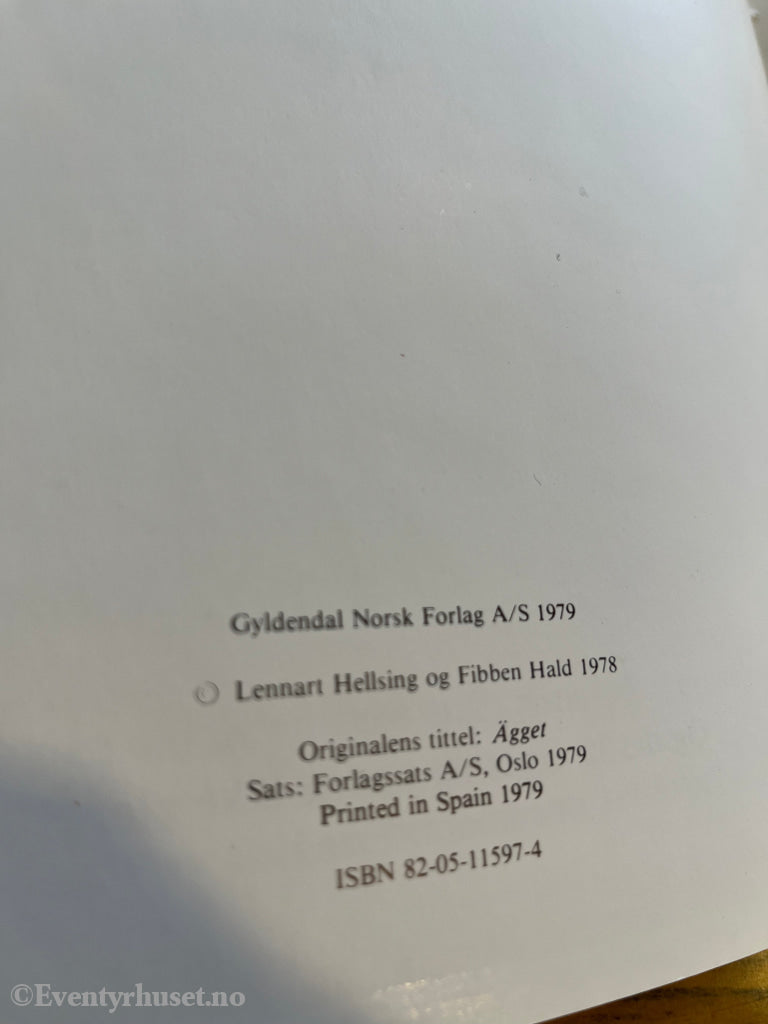 Gyldendal Norsk Forlag A/S 1979
© Lennart Hellsing og Fibben Hald 1978
Originalens tittel: Ägget
Sats: Forlagssats A/S, Oslo 1979
Printed in Spain 1979
ISBN 82-05-11597-4
©Eventyrhuset.no